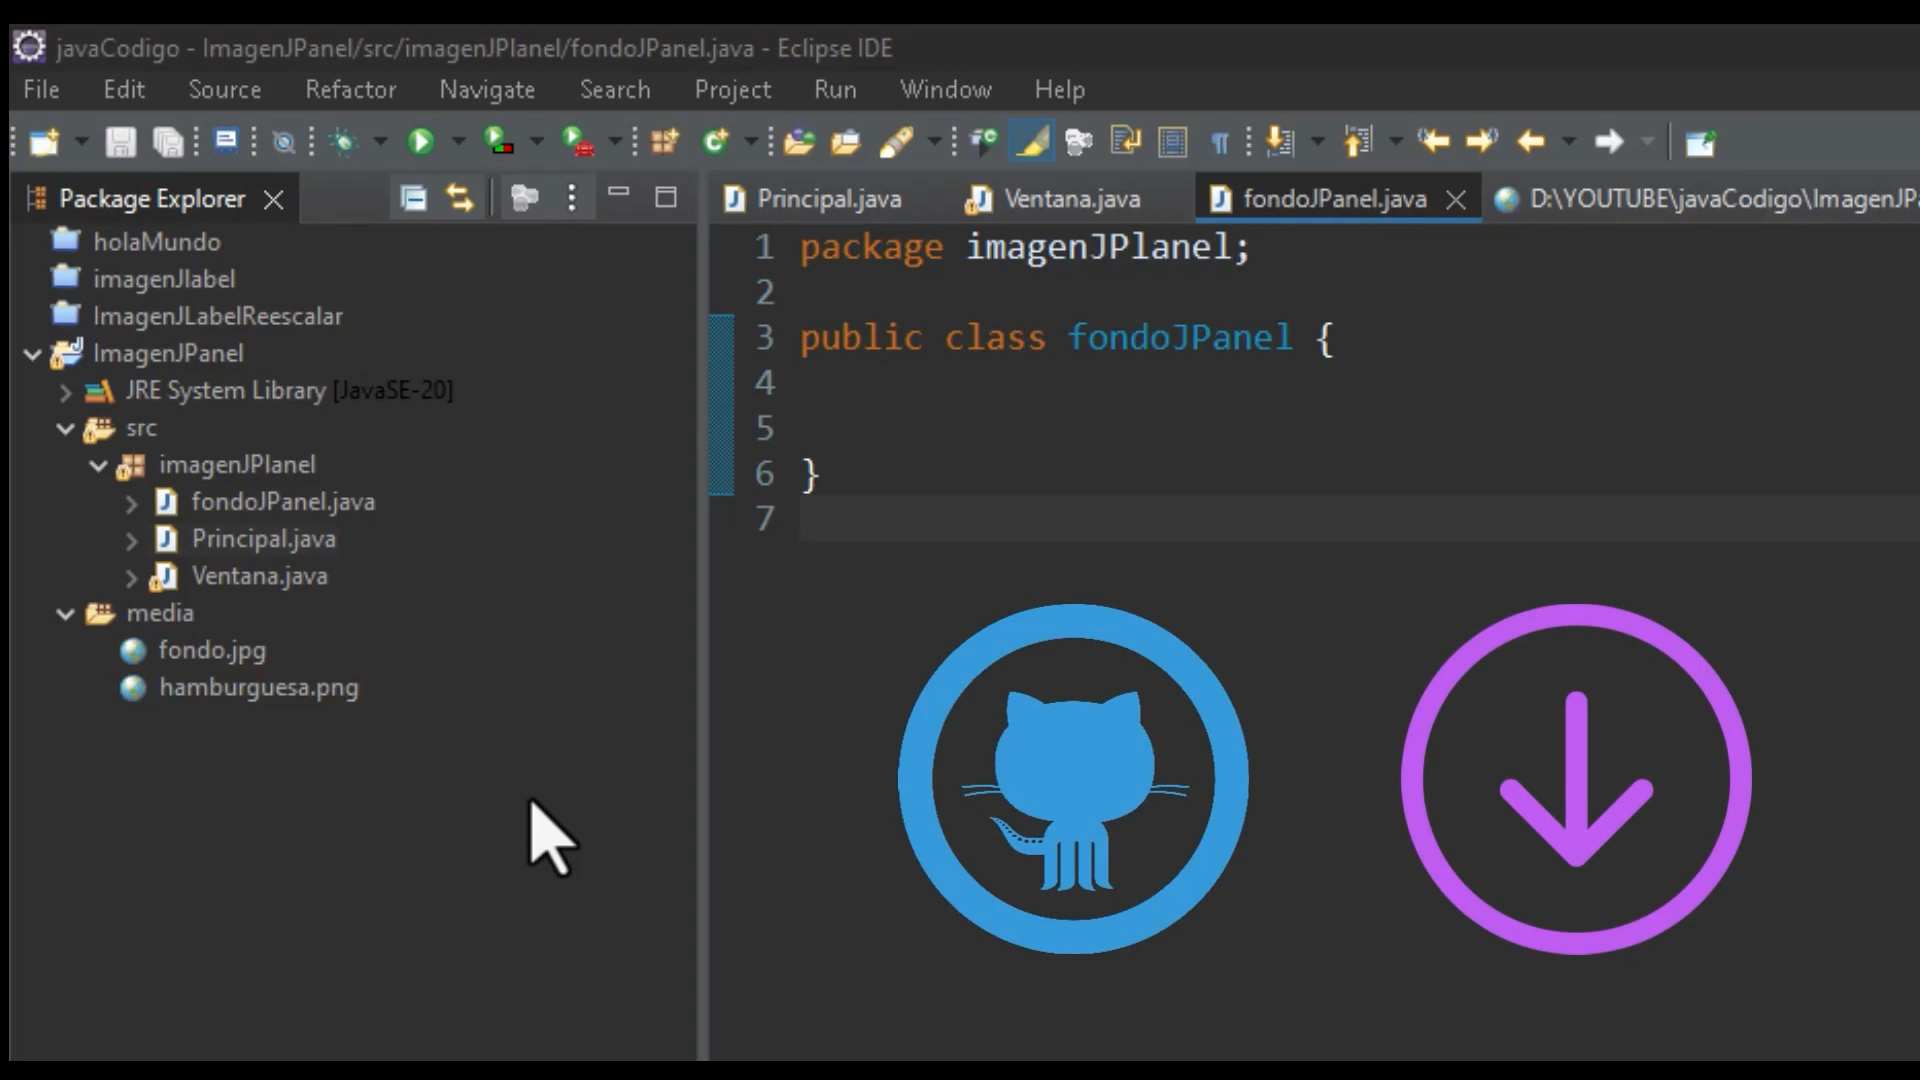 javaCodigo - ImagenJPanel/src/imagenJPlanel/fondoJPanel.java - Eclipse IDE
File Edit Source Refactor Navigate Search Project Run Window Help
Package Explorer
holaMundo
imagenJlabel
ImagenJLabelReescalar
ImagenJPanel
JRE System Library [JavaSE-20]
src
imagenJPlanel
fondoJPanel.java
Principal.java
Ventana.java
media
fondo.jpg
hamburguesa.png
Principal.java Ventana.java fondoJPanel.java D:\YOUTUBE\javaCodigo\ImagenJPa
1 package imagenJPlanel;
2
3 public class fondoJPanel {
4
5
6 }
7